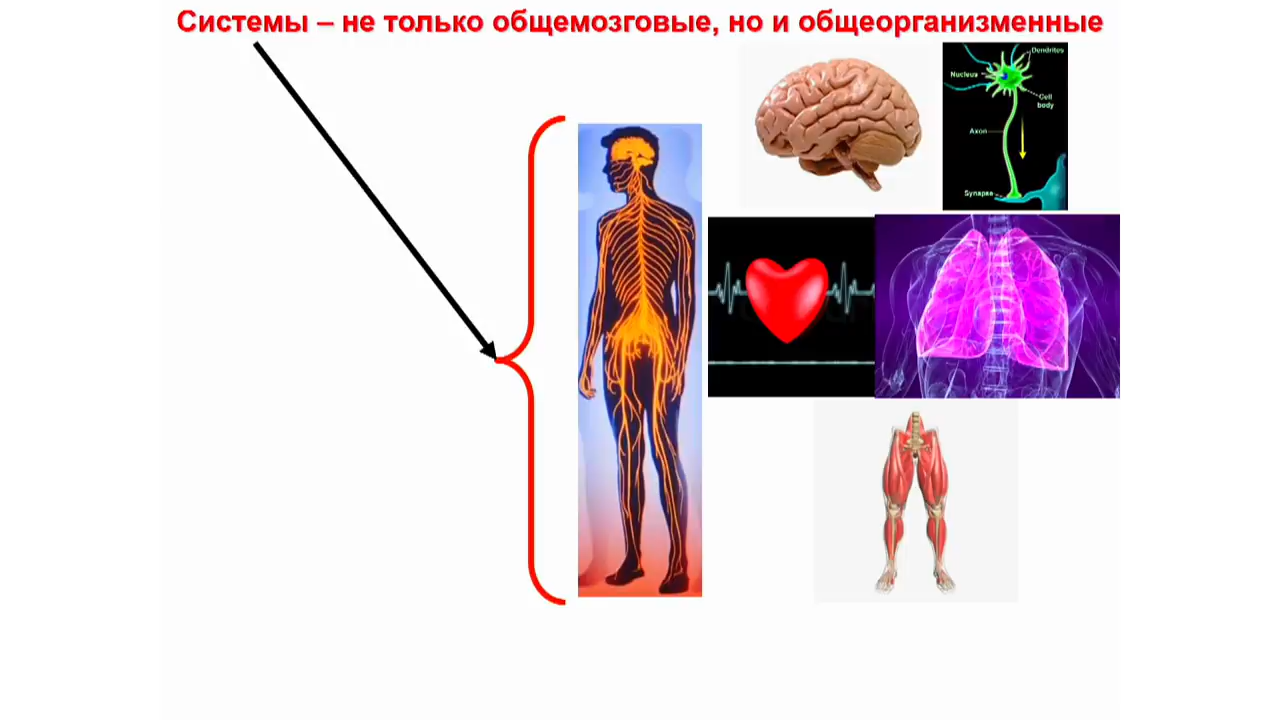 Системы – не только общемозговые, но и общеорганизменные
Dendrites
Nucleus
Cell
body
Axon
Synapse